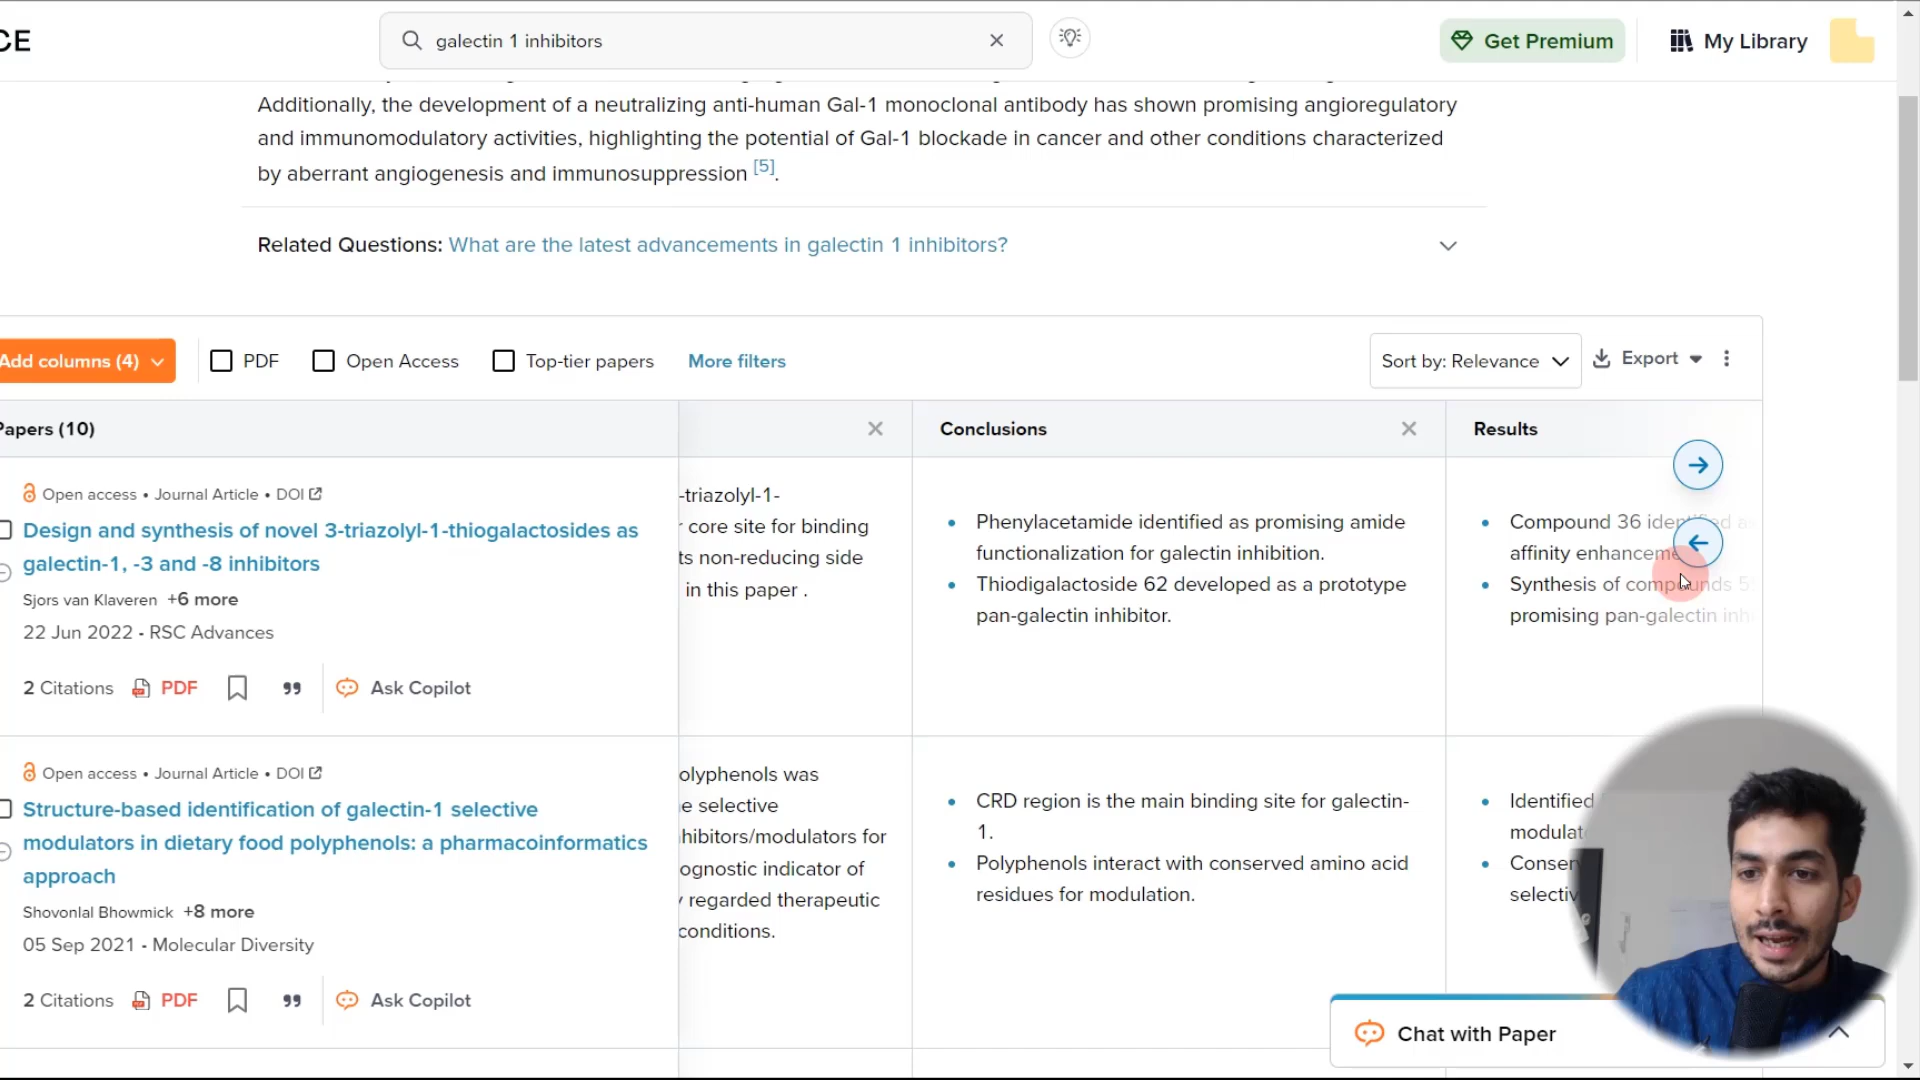 CE
galectin 1 inhibitors
Get Premium
My Library
Additionally, the development of a neutralizing anti-human Gal-1 monoclonal antibody has shown promising angioregulatory
and immunomodulatory activities, highlighting the potential of Gal-1 blockade in cancer and other conditions characterized
by aberrant angiogenesis and immunosuppression [5].
Related Questions: What are the latest advancements in galectin 1 inhibitors?
Add columns (4)
PDF
Open Access
Top-tier papers
More filters
Sort by: Relevance
Export
Papers (10)
Conclusions
Results
Open access • Journal Article • DOI
Design and synthesis of novel 3-triazolyl-1-thiogalactosides as
galectin-1, -3 and -8 inhibitors
Sjors van Klaveren +6 more
22 Jun 2022 - RSC Advances
2 Citations
PDF
Ask Copilot
-triazolyl-1-
core site for binding
ts non-reducing side
in this paper .
• Phenylacetamide identified as promising amide
functionalization for galectin inhibition.
• Thiodigalactoside 62 developed as a prototype
pan-galectin inhibitor.
• Compound 36
affinity
• Synthesis of compounds
promising pan-galectin
Open access • Journal Article • DOI
Structure-based identification of galectin-1 selective
modulators in dietary food polyphenols: a pharmacoinformatics
approach
Shovonlal Bhowmick +8 more
05 Sep 2021 - Molecular Diversity
2 Citations
PDF
Ask Copilot
olyphenols was
e selective
hibitors/modulators for
ognostic indicator of
regarded therapeutic
conditions.
• CRD region is the main binding site for galectin-
1.
• Polyphenols interact with conserved amino acid
residues for modulation.
• Identified
modulat
• Conser
selectiv
Chat with Paper